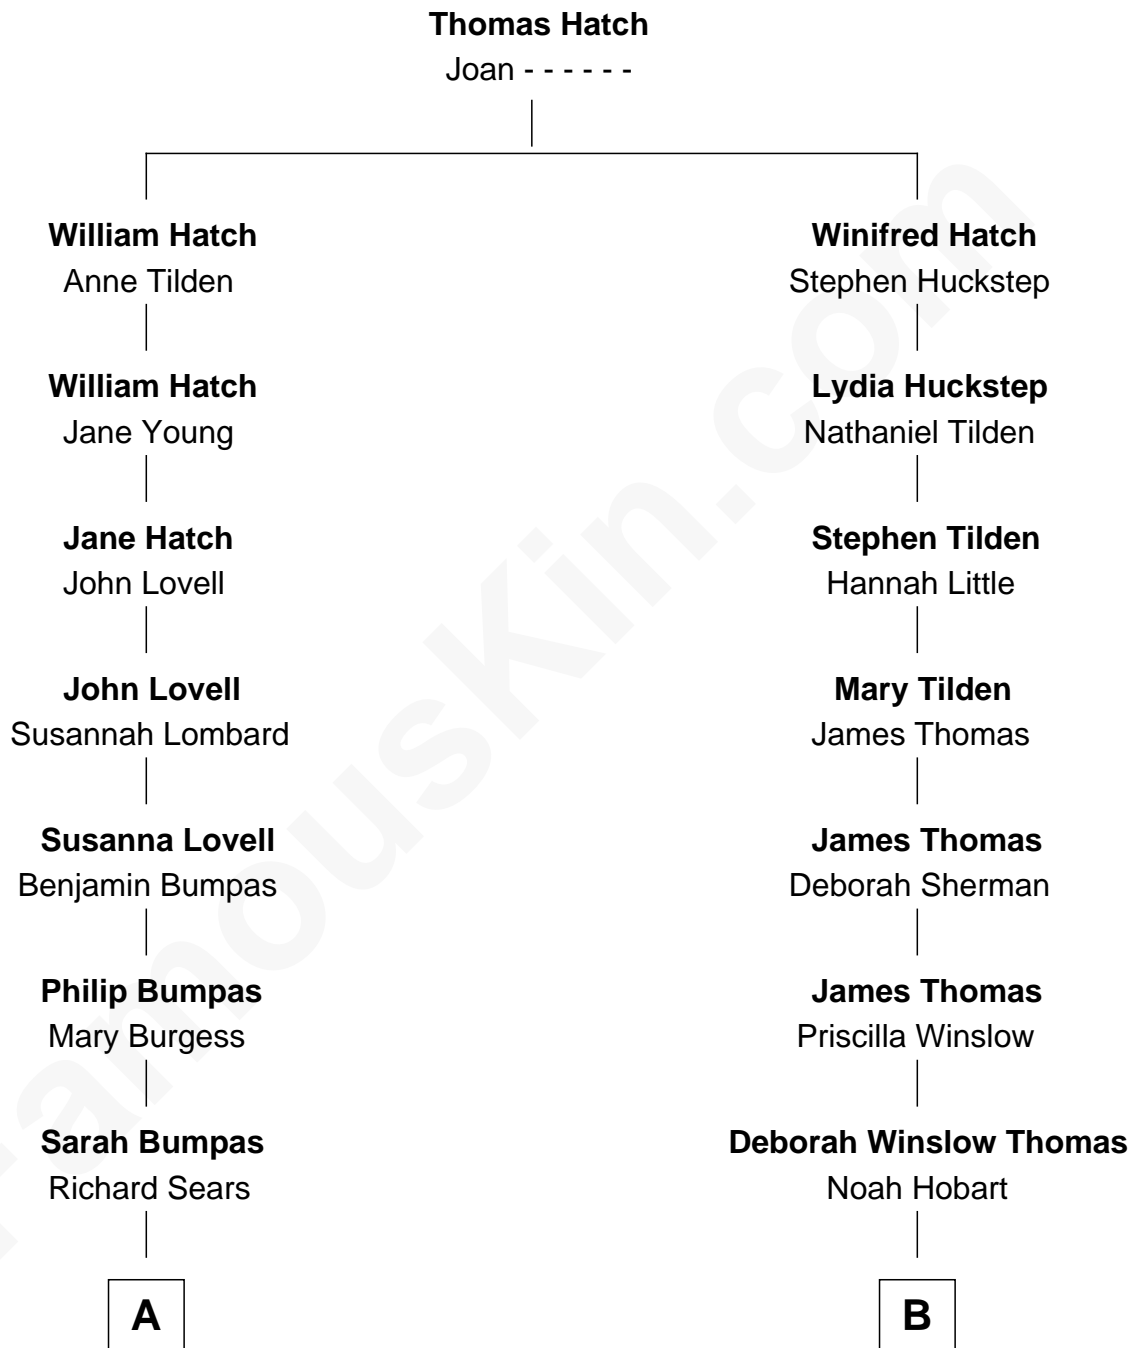 Thomas Hatch
Joan - - - - - -
William Hatch
Anne Tilden
Winifred Hatch
Stephen Huckstep
William Hatch
Jane Young
Lydia Huckstep
Nathaniel Tilden
Jane Hatch
John Lovell
Stephen Tilden
Hannah Little
John Lovell
Susannah Lombard
Mary Tilden
James Thomas
Susanna Lovell
Benjamin Bumpas
James Thomas
Deborah Sherman
Philip Bumpas
Mary Burgess
James Thomas
Priscilla Winslow
Sarah Bumpas
Richard Sears
Deborah Winslow Thomas
Noah Hobart
A
B
FamousKin.com